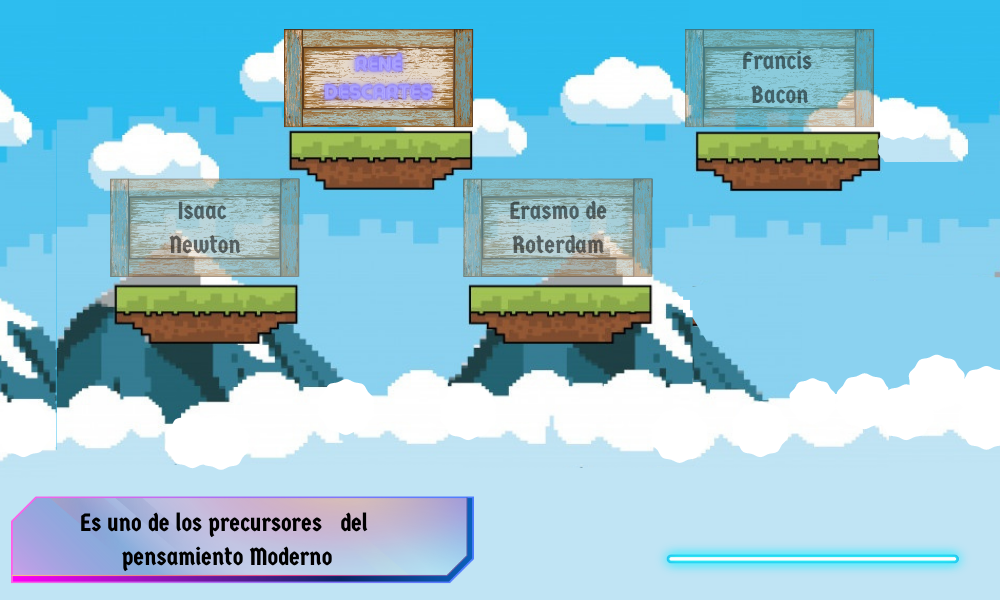 RENÉ
DESCARTES
Francis
Bacon
Isaac
Newton
Erasmo de
Roterdam
Es uno de los precursores del
pensamiento Moderno